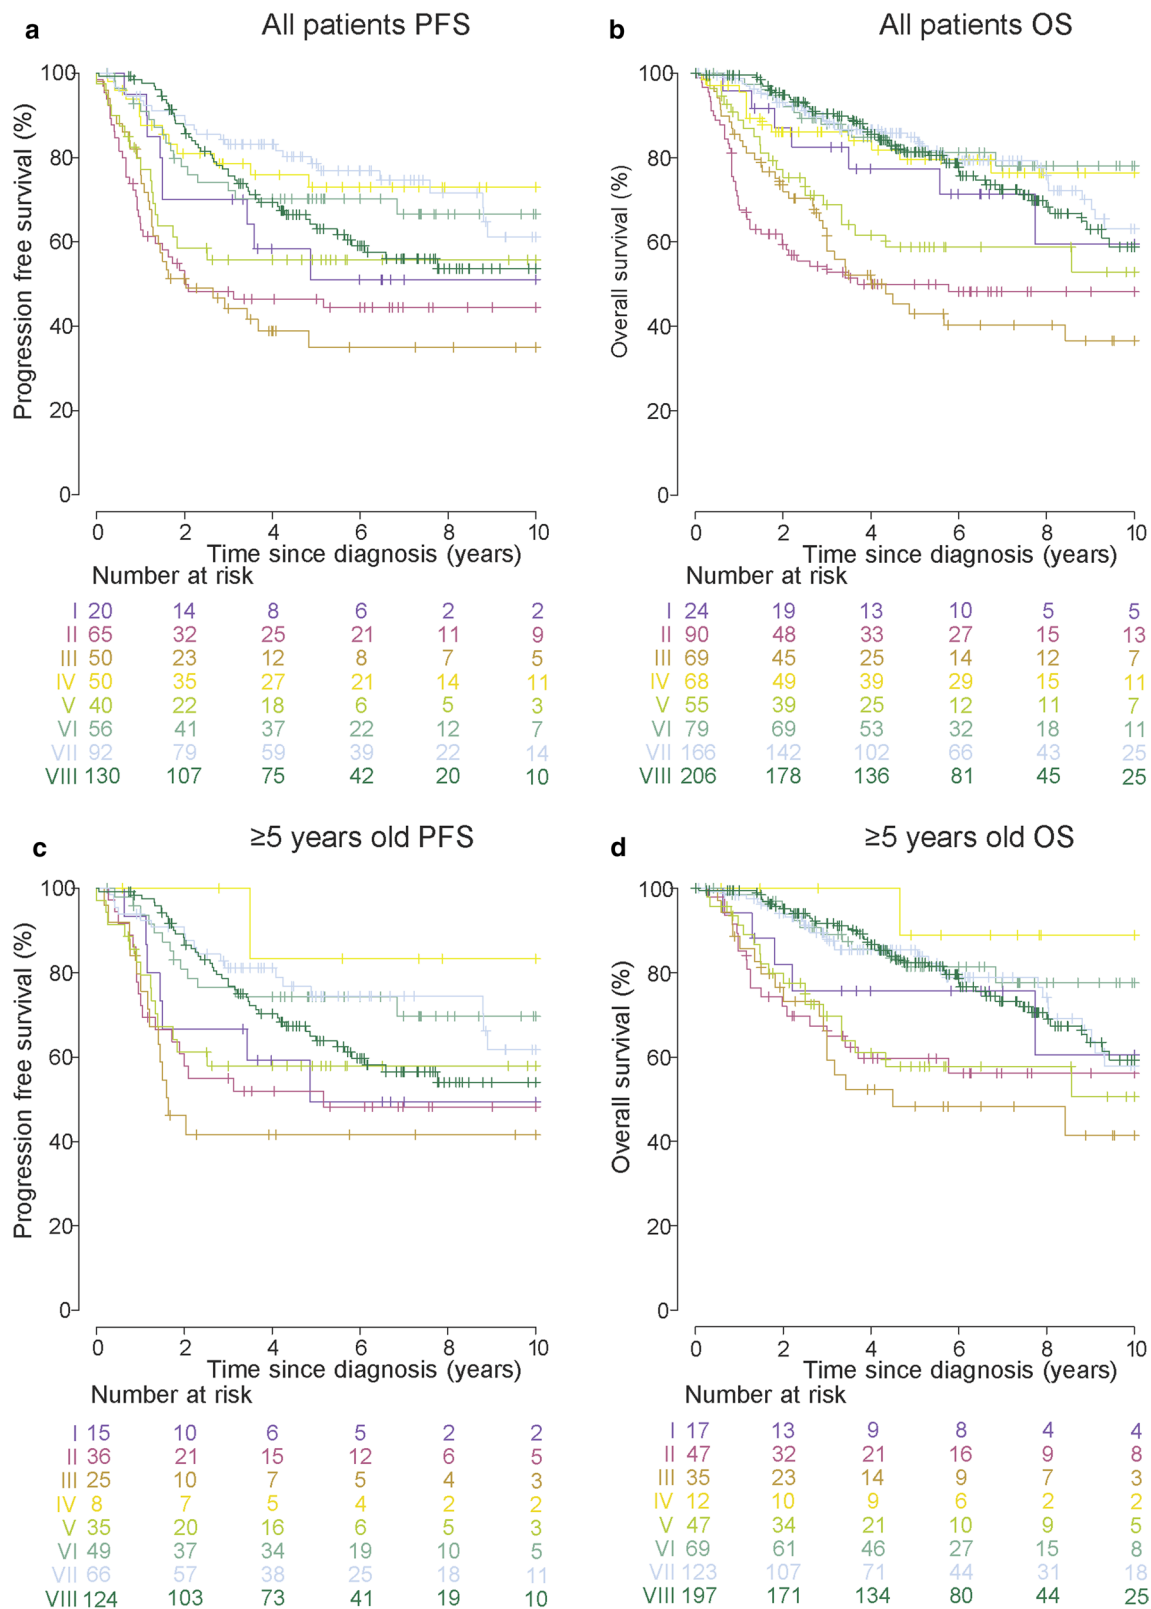 a All patients PFS
Progression free survival (%)
100
80
60
40
20
0
0 2 4 6 8 10
Time since diagnosis (years)
Number at risk
I 20 14 8 6 2 2
II 65 32 25 21 11 9
III 50 23 12 8 7 5
IV 50 35 27 21 14 11
V 40 22 18 6 5 3
VI 56 41 37 22 12 7
VII 92 79 59 39 22 14
VIII 130 107 75 42 20 10
b All patients OS
Overall survival (%)
100
80
60
40
20
0
0 2 4 6 8 10
Time since diagnosis (years)
Number at risk
I 24 19 13 10 5 5
II 90 48 33 27 15 13
III 69 45 25 14 12 7
IV 68 49 39 29 15 11
V 55 39 25 12 11 7
VI 79 69 53 32 18 11
VII 166 142 102 66 43 25
VIII 206 178 136 81 45 25
c ≥5 years old PFS
Progression free survival (%)
100
80
60
40
20
0
0 2 4 6 8 10
Time since diagnosis (years)
Number at risk
I 15 10 6 5 2 2
II 36 21 15 12 6 5
III 25 10 7 5 4 3
IV 8 7 5 4 2 2
V 35 20 16 6 5 3
VI 49 37 34 19 10 5
VII 66 57 38 25 18 11
VIII 124 103 73 41 19 10
d ≥5 years old OS
Overall survival (%)
100
80
60
40
20
0
0 2 4 6 8 10
Time since diagnosis (years)
Number at risk
I 17 13 9 8 4 4
II 47 32 21 16 9 8
III 35 23 14 9 7 3
IV 12 10 9 6 2 2
V 47 34 21 10 9 5
VI 69 61 46 27 15 8
VII 123 107 71 44 31 18
VIII 197 171 134 80 44 25